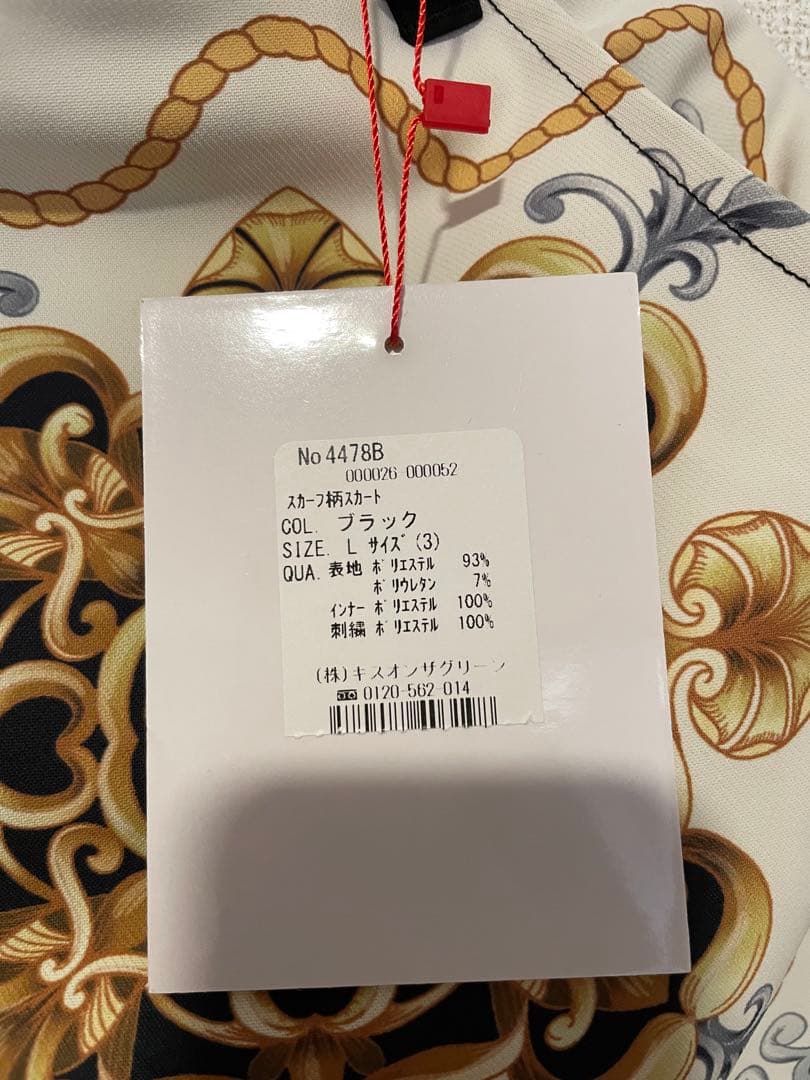 No4478B
000026-000052
ｽｶｰﾌ柄ｽｶｰﾄ
COL. ブラック
SIZE. L ｻｲｽﾞ(3)
QUA. 表地 ﾎﾟﾘｴｽﾃﾙ 93%
ﾎﾟﾘｳﾚﾀﾝ 7%
ｲﾝﾅｰ ﾎﾟﾘｴｽﾃﾙ 100%
刺繍 ﾎﾟﾘｴｽﾃﾙ 100%
(株)キスオンザグリーン
0120-562-014